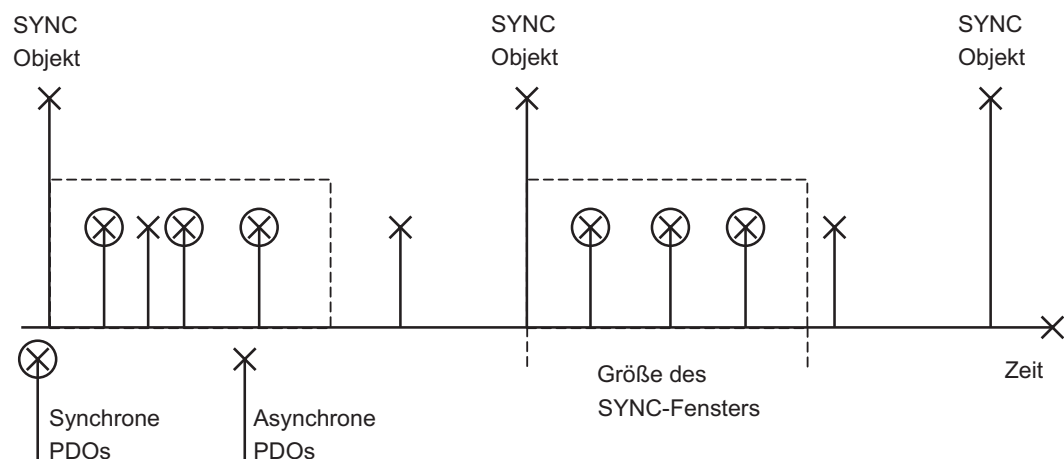 SYNC
Objekt
SYNC
Objekt
SYNC
Objekt
Zeit
Größe des
SYNC-Fensters
Synchrone
PDOs
Asynchrone
PDOs